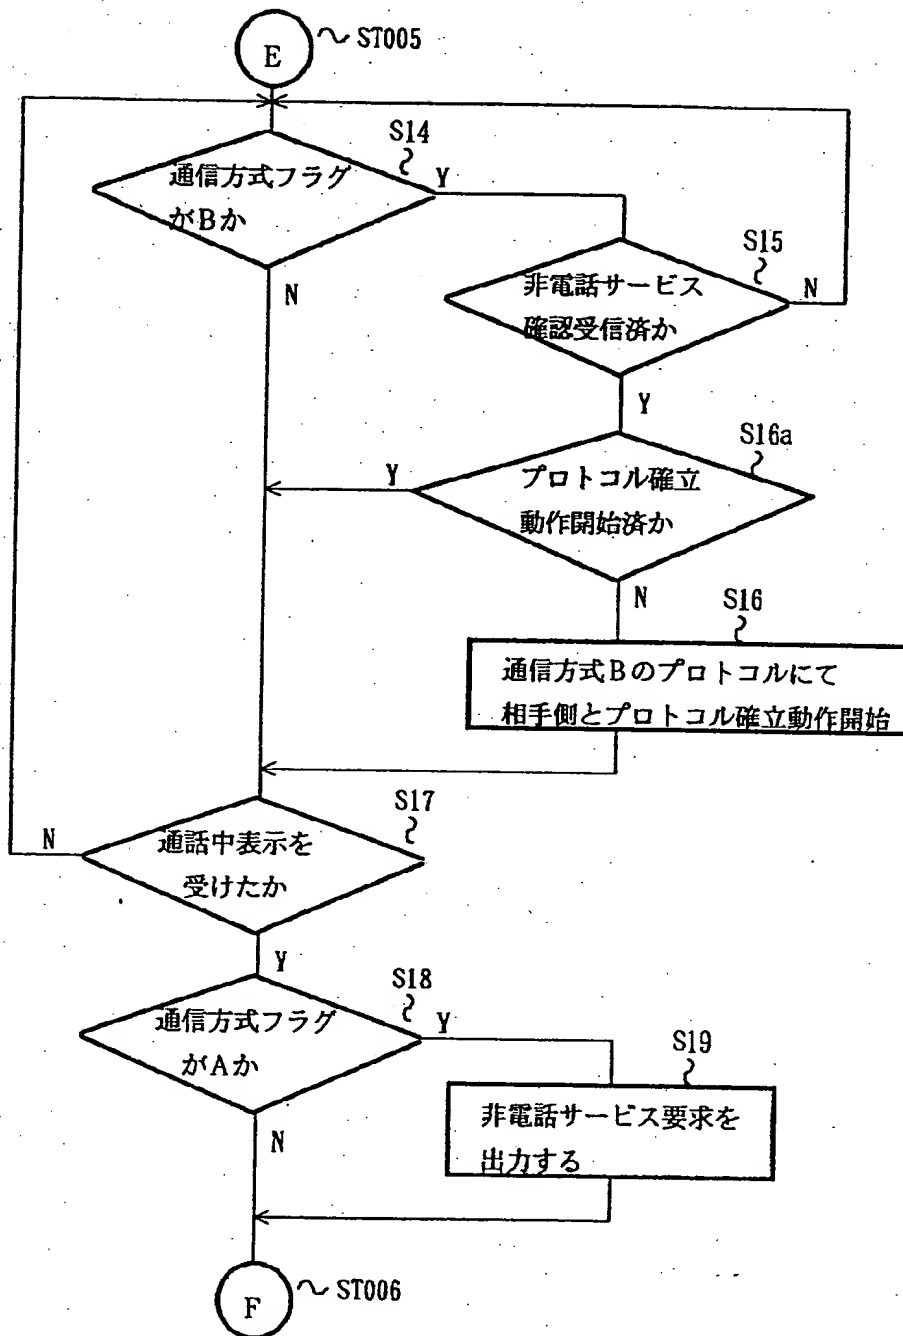 E
ST005
S14
通信方式フラグ
がBか
Y
N
S15
非電話サービス
確認受信済か
N
Y
S16a
プロトコル確立
動作開始済か
Y
N
S16
通信方式Bのプロトコルにて
相手側とプロトコル確立動作開始
S17
通話中表示を
受けたか
N
Y
S18
通信方式フラグ
がAか
Y
N
S19
非電話サービス要求を
出力する
F
ST006